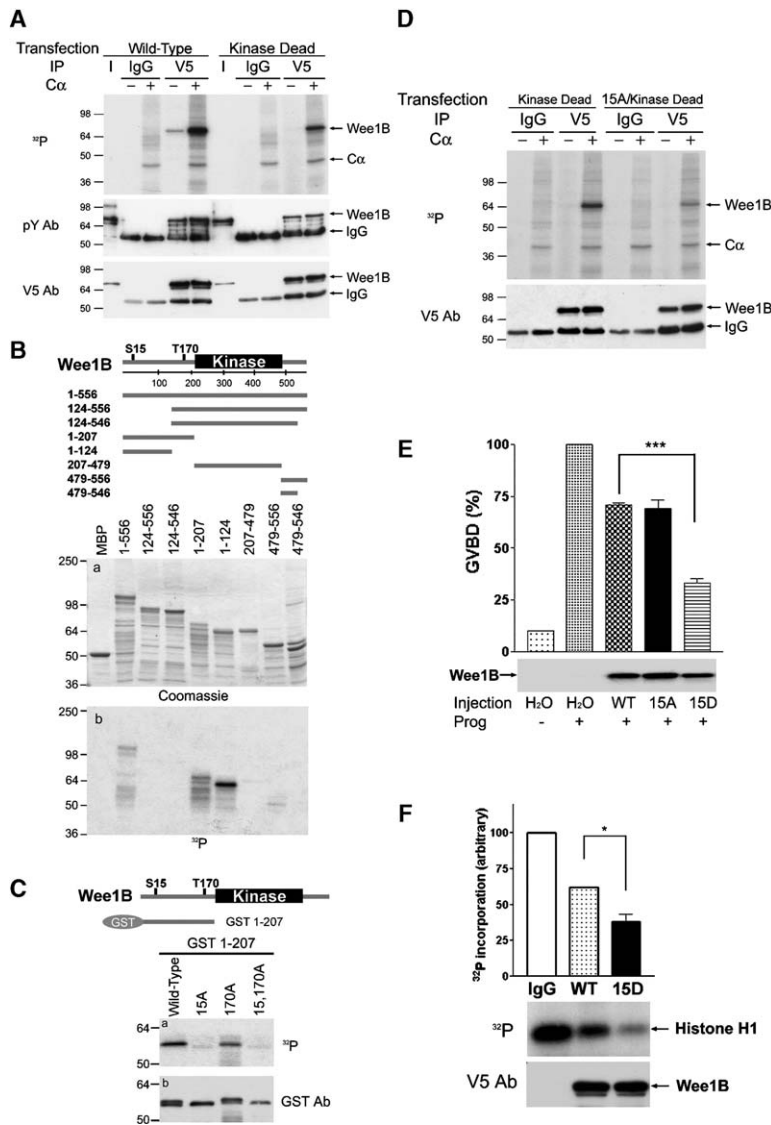 A
Transfection Wild-Type Kinase Dead
IP I IgG V5 I IgG V5
Cα − + − + − + − +
98
64
50
36
³²P
Wee1B
Cα
98
64
50
pY Ab
Wee1B
IgG
98
64
50
V5 Ab
Wee1B
IgG
B
S15 T170
Wee1B Kinase
100 200 300 400 500
1-556
124-556
124-546
1-207
1-124
207-479
479-556
479-546
MBP 1-556 124-556 124-546 1-207 1-124 207-479 479-556 479-546
a
250
98
64
50
36
Coomassie
b
250
98
64
50
36
³²P
C
S15 T170
Wee1B Kinase
GST GST 1-207
GST 1-207
Wild-Type 15A 170A 15,170A
a
64
50
³²P
b
64
50
GST Ab
D
Transfection Kinase Dead 15A/Kinase Dead
IP IgG V5 IgG V5
Cα − + − + − + − +
98
64
50
36
³²P
Wee1B
Cα
98
64
50
V5 Ab
Wee1B
IgG
E
GVBD (%)
100
75
50
25
0
***
Wee1B
Injection H₂O H₂O WT 15A 15D
Prog - + + + +
F
³²P incorporation (arbitrary)
100
75
50
25
0
*
IgG WT 15D
³²P Histone H1
V5 Ab Wee1B